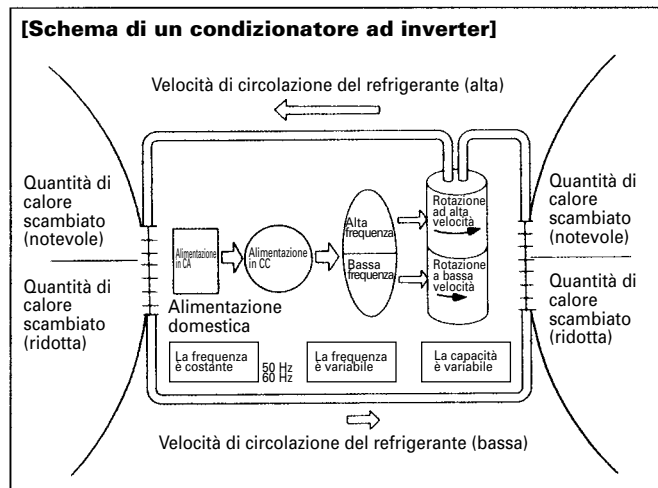 [Schema di un condizionatore ad inverter]
Velocità di circolazione del refrigerante (alta)
Quantità di
calore
scambiato
(notevole)
Quantità di
calore
scambiato
(ridotta)
Alimentazione
in CA
Alimentazione
in CC
Alta
frequenza
Bassa
frequenza
Rotazione
ad alta
velocità
Rotazione
a bassa
velocità
Quantità di
calore
scambiato
(notevole)
Quantità di
calore
scambiato
(ridotta)
Alimentazione
domestica
La frequenza
è costante
50 Hz
60 Hz
La frequenza
è variabile
La capacità
è variabile
Velocità di circolazione del refrigerante (bassa)